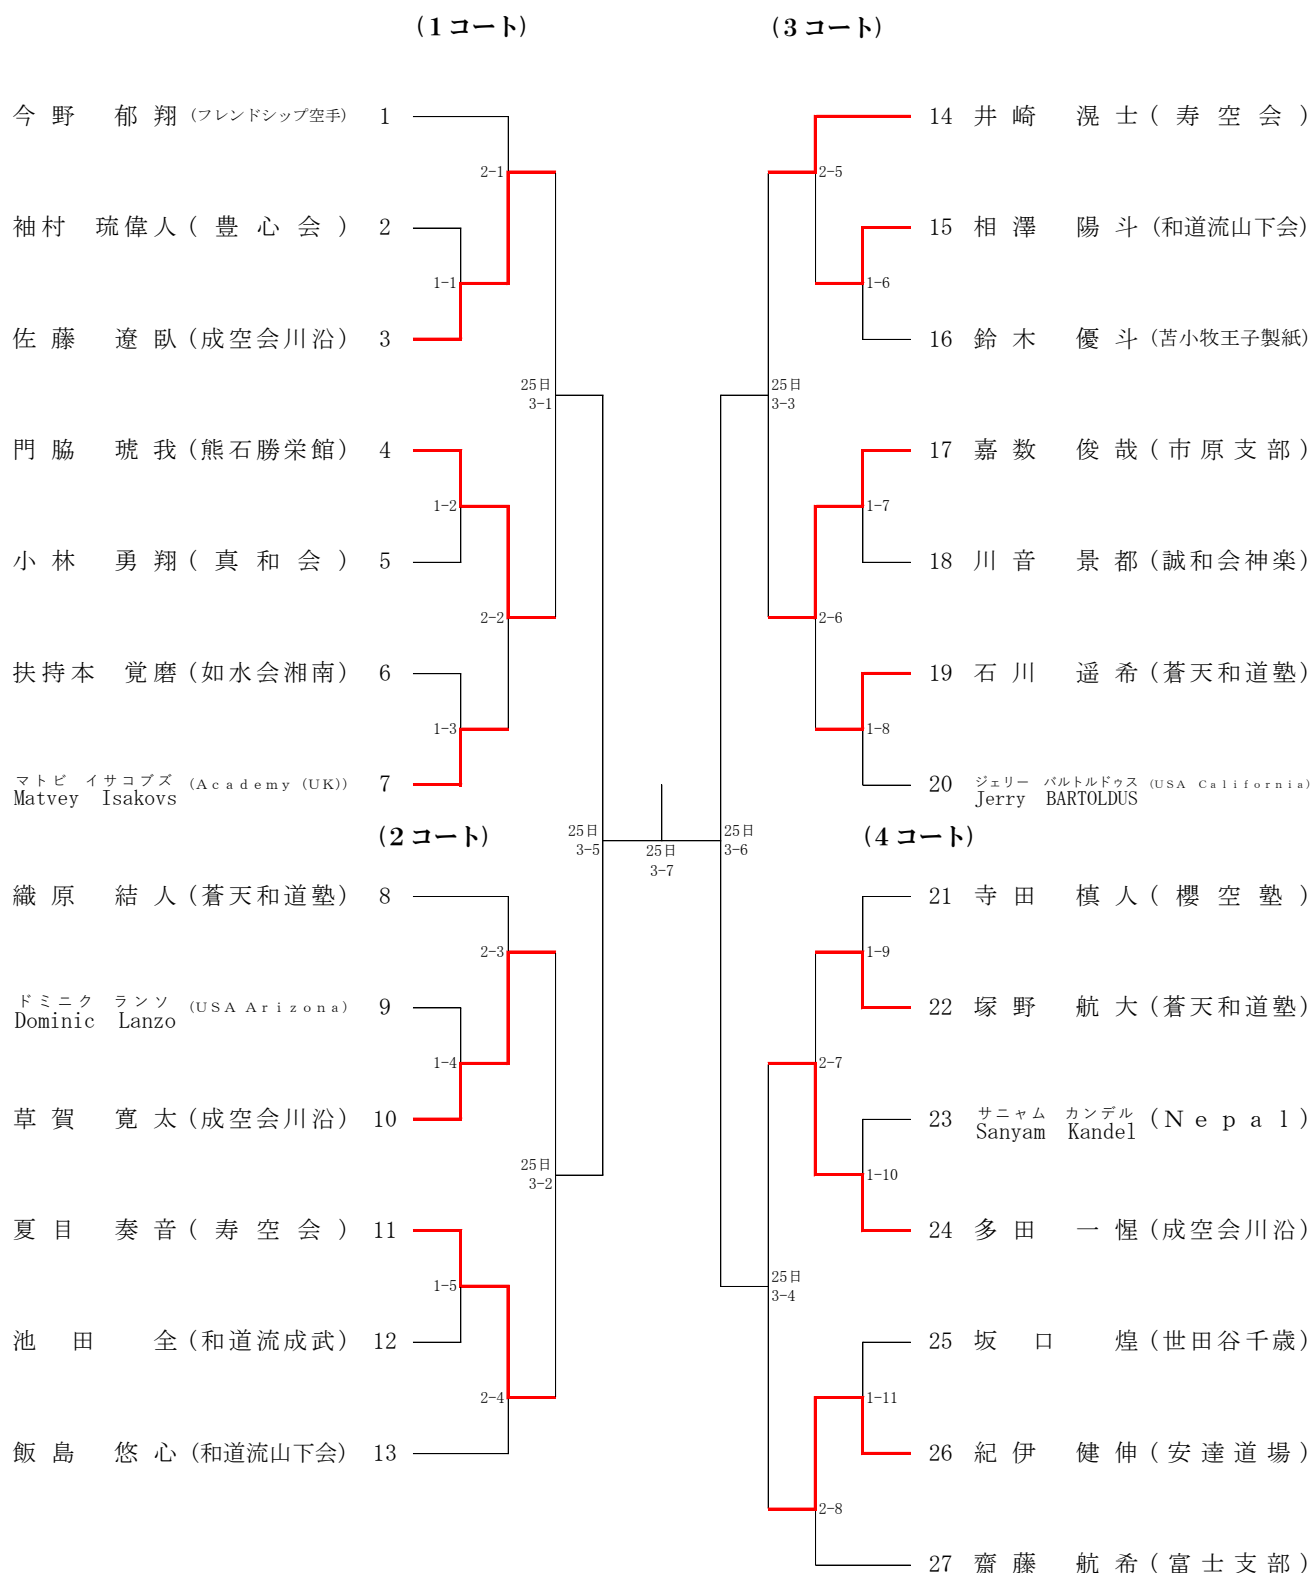 (1コート)
今野 郁翔 (フレンドシップ空手) 1
2-1
袖村 琉偉人 (豊心会) 2
1-1
佐藤 遼臥 (成空会川沿) 3
25日
3-1
門脇 琥我 (熊石勝栄館) 4
1-2
小林 勇翔 (真和会) 5
2-2
扶持本 覚磨 (如水会湘南) 6
1-3
マトビ イサコブズ
Matvey Isakovs (Academy (UK)) 7
(2コート)
25日
3-5
織原 結人 (蒼天和道塾) 8
2-3
ドミニク ランソ
Dominic Lanzo (USA Arizona) 9
1-4
草賀 寛太 (成空会川沿) 10
25日
3-2
夏目 奏音 (寿空会) 11
1-5
池田 全 (和道流成武) 12
2-4
飯島 悠心 (和道流山下会) 13
25日
3-7
(3コート)
14 井崎 滉士 (寿空会)
2-5
15 相澤 陽斗 (和道流山下会)
1-6
16 鈴木 優斗 (苫小牧王子製紙)
25日
3-3
17 嘉数 俊哉 (市原支部)
1-7
18 川音 景都 (誠和会神楽)
2-6
19 石川 遥希 (蒼天和道塾)
1-8
20 ジェリー バルトルドゥス
Jerry BARTOLDUS (USA California)
(4コート)
25日
3-6
21 寺田 槙人 (櫻空塾)
1-9
22 塚野 航大 (蒼天和道塾)
2-7
23 サニャム カンデル
Sanyam Kandel (Nepal)
1-10
24 多田 一惺 (成空会川沿)
25日
3-4
25 坂口 煌 (世田谷千歳)
1-11
26 紀伊 健伸 (安達道場)
2-8
27 齋藤 航希 (富士支部)